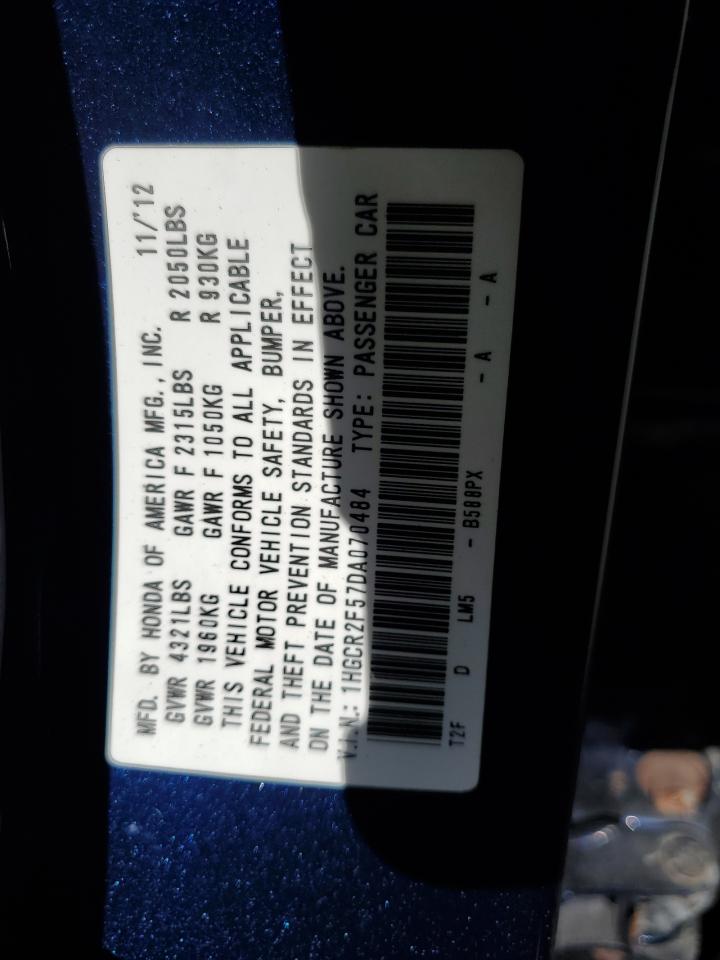 MFD. BY HONDA OF AMERICA MFG., INC. 11/'12
GVWR 4321LBS GAWR F 2315LBS R 2050LBS
GVWR 1960KG GAWR F 1050KG R 930KG
THIS VEHICLE CONFORMS TO ALL APPLICABLE
FEDERAL MOTOR VEHICLE SAFETY, BUMPER,
AND THEFT PREVENTION STANDARDS IN EFFECT
ON THE DATE OF MANUFACTURE SHOWN ABOVE.
V.I.N.: 1HGCR2F57DA070484 TYPE: PASSENGER CAR
T2F D LM5 - B588PX - A - A